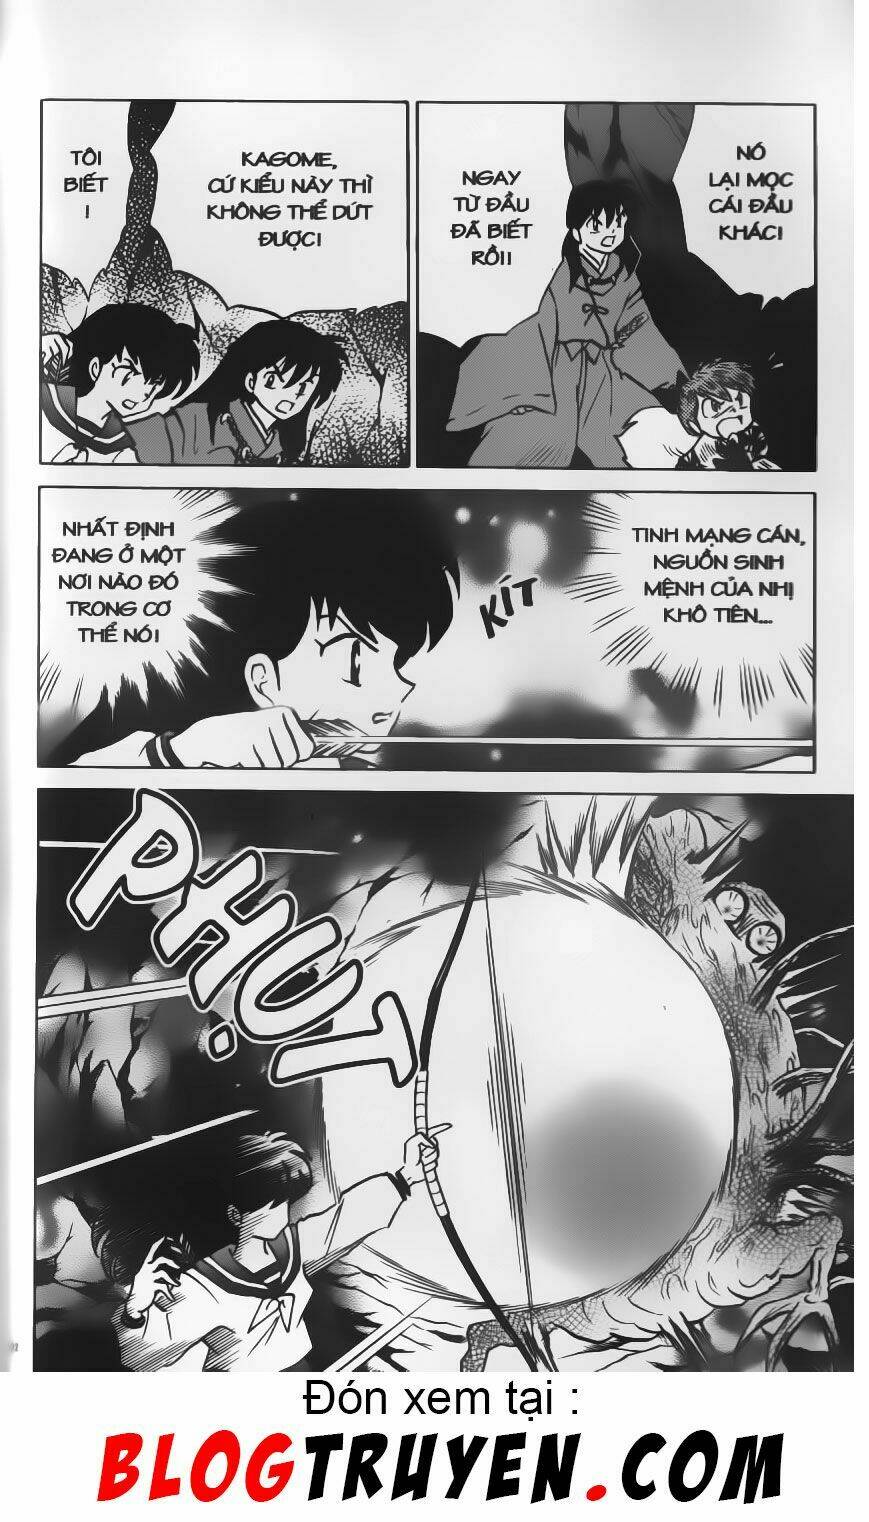 NÓ
LẠI MỌC
CÁI ĐẦU
KHÁC!
NGAY
TỪ ĐẦU
ĐÃ BIẾT
RỒI!
KAGOME,
CỨ KIỂU NÀY THÌ
KHÔNG THỂ DỨT
ĐƯỢC!
TÔI
BIẾT
!
TINH MẠNG CÁN,
NGUỒN SINH
MỆNH CỦA NHỊ
KHÔ TIÊN...
KÍT
NHẤT ĐỊNH
ĐANG Ở MỘT
NƠI NÀO ĐÓ
TRONG CƠ
THỂ NÓ!
PHỤT
Đón xem tại :
BLOGTRUYEN.COM